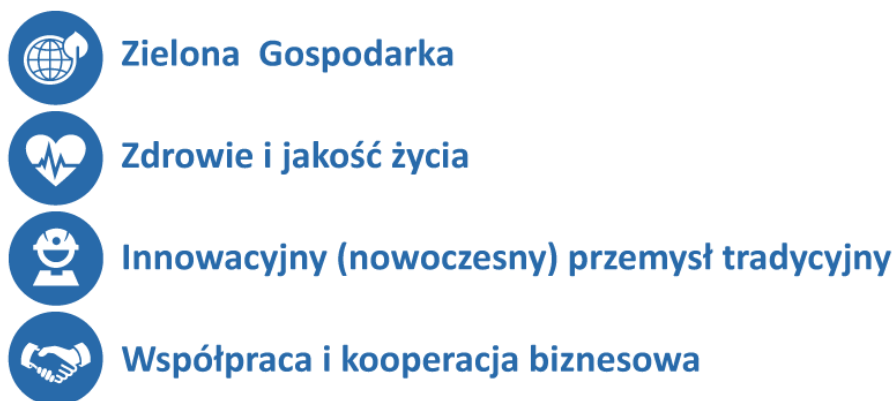 Zielona Gospodarka
Zdrowie i jakość życia
Innowacyjny (nowoczesny) przemysł tradycyjny
Współpraca i kooperacja biznesowa